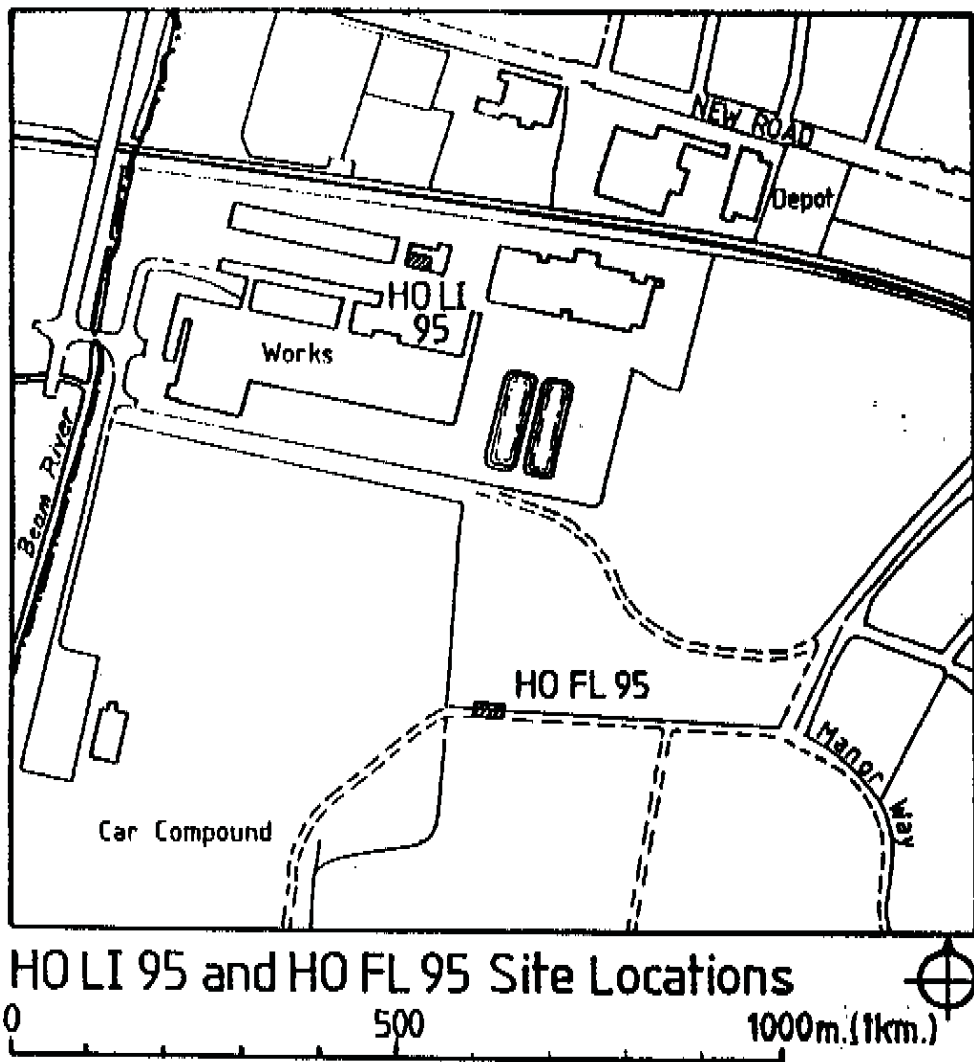 NEW ROAD
Depot
HO LI
95
Works
Beam River
HO FL 95
Manor Way
Car Compound
HO LI 95 and HO FL 95 Site Locations
0 500 1000m.(1km.)